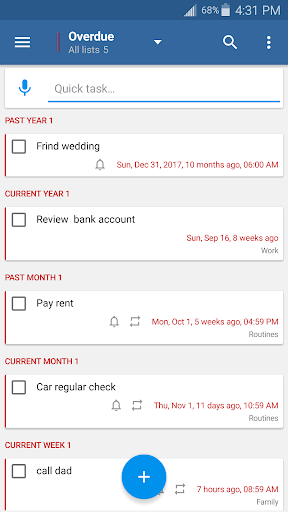 68% 4:31 PM
Overdue
All lists 5
Quick task...
PAST YEAR 1
Frind wedding
Sun, Dec 31, 2017, 10 months ago, 06:00 AM
CURRENT YEAR 1
Review bank account
Sun, Sep 16, 8 weeks ago
Work
PAST MONTH 1
Pay rent
Mon, Oct 1, 5 weeks ago, 04:59 PM
Routines
CURRENT MONTH 1
Car regular check
Thu, Nov 1, 11 days ago, 10:59 AM
Routines
CURRENT WEEK 1
call dad
7 hours ago, 08:59 AM
Family